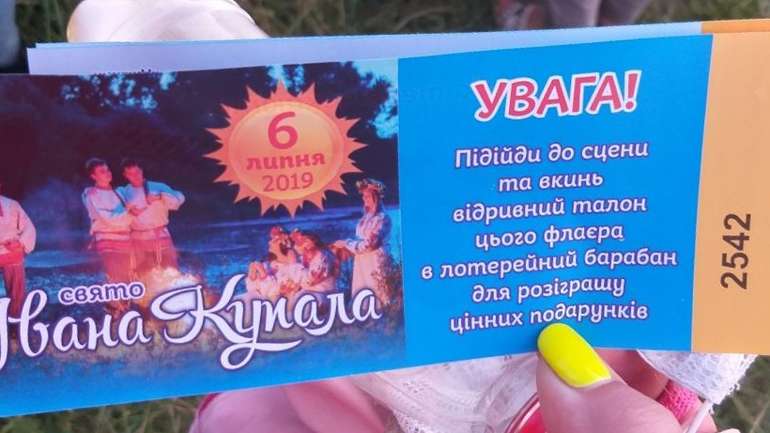 6
липня
2019
свято
Івана Купала
УВАГА!
Підійди до сцени
та вкинь
відривний талон
цього флаєра
в лотерейний барабан
для розіграшу
цінних подарунків
2542